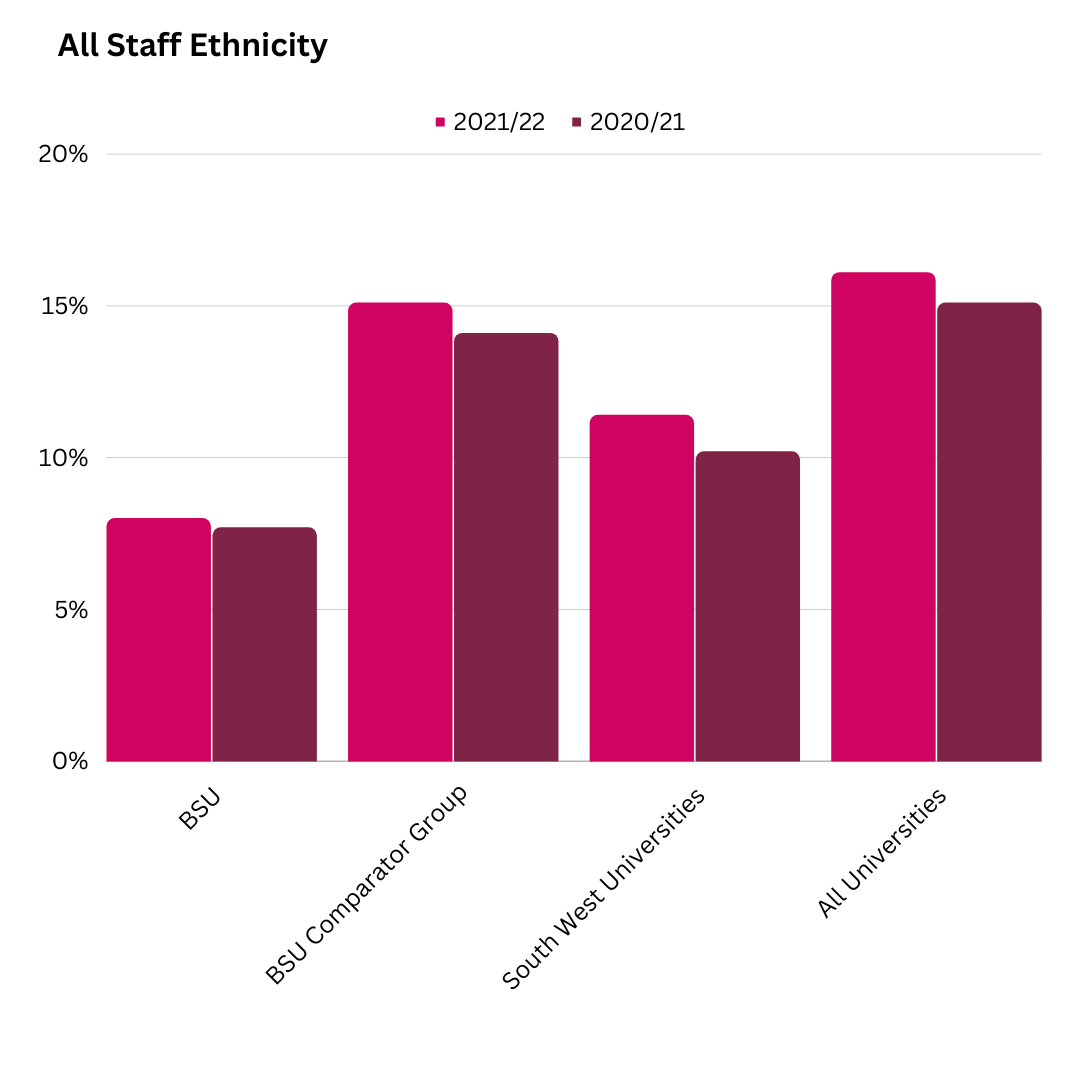 All Staff Ethnicity
2021/22 2020/21
20%
15%
10%
5%
0%
BSU
BSU Comparator Group
South West Universities
All Universities